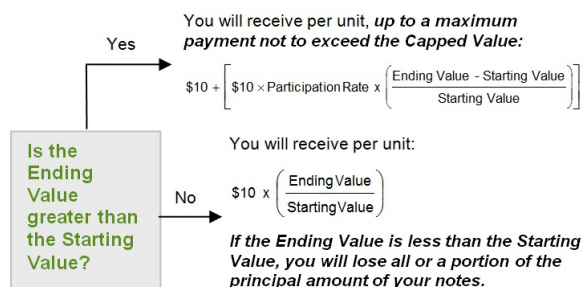 You will receive per unit, up to a maximum
payment not to exceed the Capped Value:
Yes
$10 + [ $10 × Participation Rate x ( Ending Value - Starting Value / Starting Value ) ]
Is the
Ending
Value
greater than
the Starting
Value?
No
You will receive per unit:
$10 x ( Ending Value / Starting Value )
If the Ending Value is less than the Starting
Value, you will lose all or a portion of the
principal amount of your notes.